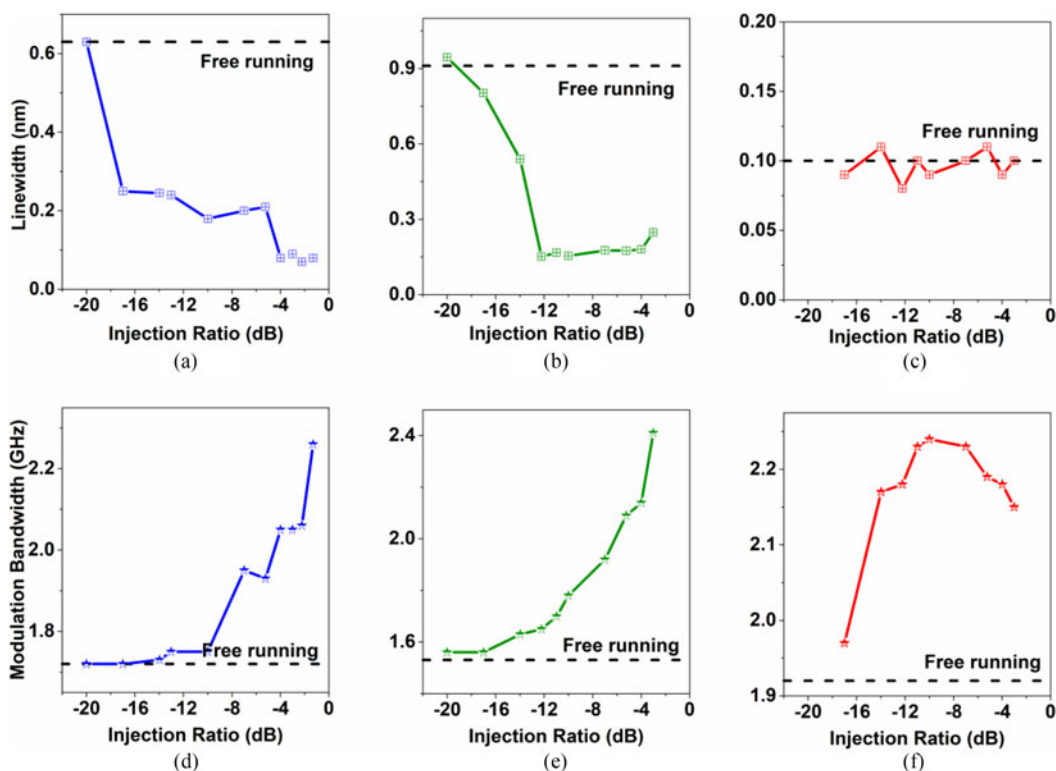 Linewidth (nm)
0.6
0.4
0.2
0.0
Free running
-20 -16 -12 -8 -4 0
Injection Ratio (dB)
(a)
0.9
0.6
0.3
0.0
Free running
-20 -16 -12 -8 -4 0
Injection Ratio (dB)
(b)
0.20
0.15
0.10
0.05
0.00
Free running
-20 -16 -12 -8 -4 0
Injection Ratio (dB)
(c)
Modulation Bandwidth (GHz)
2.2
2.0
1.8
Free running
-20 -16 -12 -8 -4 0
Injection Ratio (dB)
(d)
2.4
2.0
1.6
Free running
-20 -16 -12 -8 -4 0
Injection Ratio (dB)
(e)
2.2
2.1
2.0
1.9
Free running
-20 -16 -12 -8 -4 0
Injection Ratio (dB)
(f)